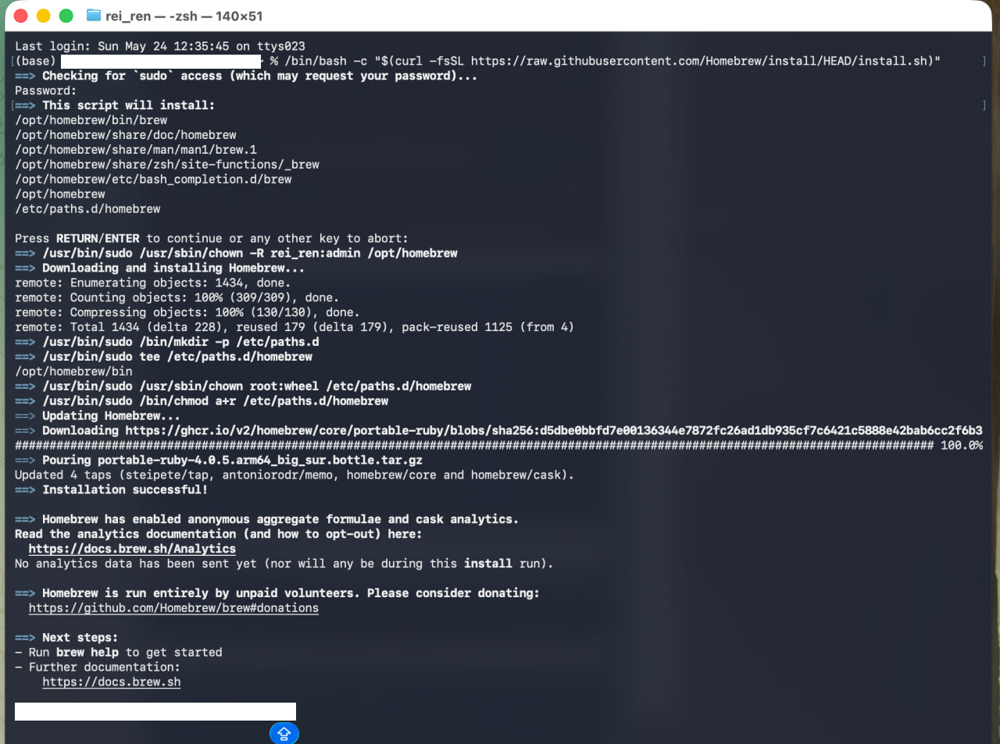 rei_ren — -zsh — 140×51
Last login: Sun May 24 12:35:45 on ttys023
[(base) ~ % /bin/bash -c "$(curl -fsSL https://raw.githubusercontent.com/Homebrew/install/HEAD/install.sh)" ]
==> Checking for `sudo` access (which may request your password)...
Password:
[==> This script will install: ]
/opt/homebrew/bin/brew
/opt/homebrew/share/doc/homebrew
/opt/homebrew/share/man/man1/brew.1
/opt/homebrew/share/zsh/site-functions/_brew
/opt/homebrew/etc/bash_completion.d/brew
/opt/homebrew
/etc/paths.d/homebrew
Press RETURN/ENTER to continue or any other key to abort:
==> /usr/bin/sudo /usr/sbin/chown -R rei_ren:admin /opt/homebrew
==> Downloading and installing Homebrew...
remote: Enumerating objects: 1434, done.
remote: Counting objects: 100% (309/309), done.
remote: Compressing objects: 100% (130/130), done.
remote: Total 1434 (delta 228), reused 179 (delta 179), pack-reused 1125 (from 4)
==> /usr/bin/sudo /bin/mkdir -p /etc/paths.d
==> /usr/bin/sudo tee /etc/paths.d/homebrew
/opt/homebrew/bin
==> /usr/bin/sudo /usr/sbin/chown root:wheel /etc/paths.d/homebrew
==> /usr/bin/sudo /bin/chmod a+r /etc/paths.d/homebrew
==> Updating Homebrew...
==> Downloading https://ghcr.io/v2/homebrew/core/portable-ruby/blobs/sha256:d5dbe0bbfd7e00136344e7872fc26ad1db935cf7c6421c5888e42bab6cc2f6b3
##################################################################################################################################### 100.0%
==> Pouring portable-ruby-4.0.5.arm64_big_sur.bottle.tar.gz
Updated 4 taps (steipete/tap, antoniorodr/memo, homebrew/core and homebrew/cask).
==> Installation successful!
==> Homebrew has enabled anonymous aggregate formulae and cask analytics.
Read the analytics documentation (and how to opt-out) here:
https://docs.brew.sh/Analytics
No analytics data has been sent yet (nor will any be during this install run).
==> Homebrew is run entirely by unpaid volunteers. Please consider donating:
https://github.com/Homebrew/brew#donations
==> Next steps:
- Run brew help to get started
- Further documentation:
https://docs.brew.sh